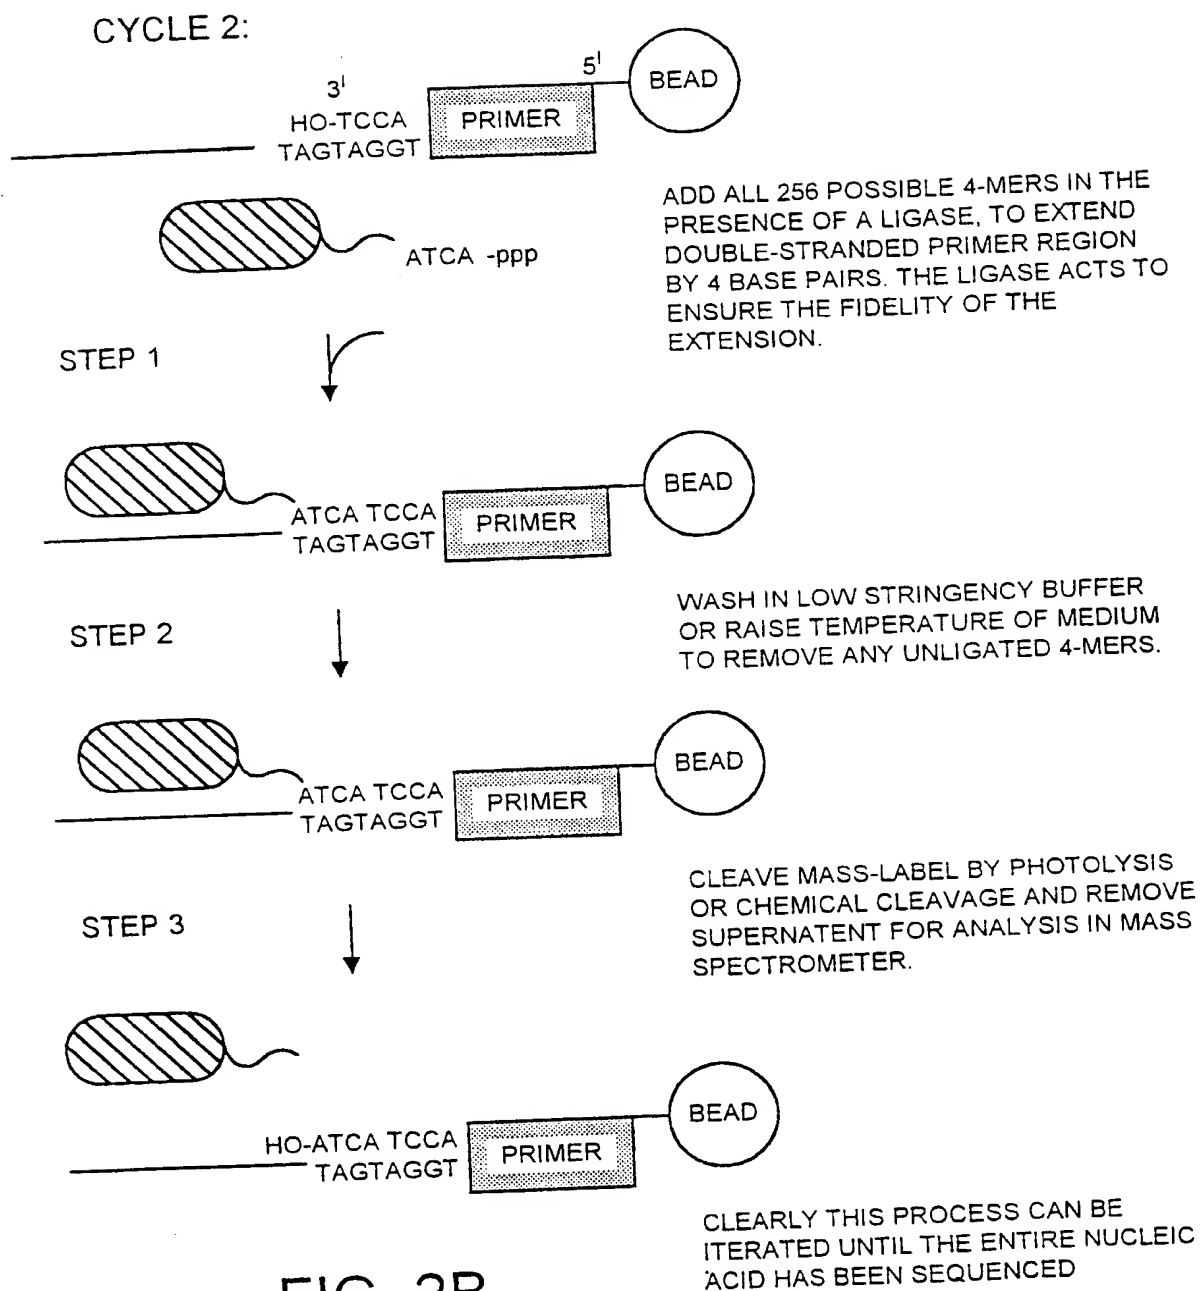 CYCLE 2:
3' 5' BEAD
HO-TCCA PRIMER
TAGTAGGT
ADD ALL 256 POSSIBLE 4-MERS IN THE
PRESENCE OF A LIGASE, TO EXTEND
DOUBLE-STRANDED PRIMER REGION
BY 4 BASE PAIRS. THE LIGASE ACTS TO
ENSURE THE FIDELITY OF THE
EXTENSION.
ATCA -ppp
STEP 1
BEAD
ATCA TCCA PRIMER
TAGTAGGT
WASH IN LOW STRINGENCY BUFFER
OR RAISE TEMPERATURE OF MEDIUM
TO REMOVE ANY UNLIGATED 4-MERS.
STEP 2
BEAD
ATCA TCCA PRIMER
TAGTAGGT
CLEAVE MASS-LABEL BY PHOTOLYSIS
OR CHEMICAL CLEAVAGE AND REMOVE
SUPERNATENT FOR ANALYSIS IN MASS
SPECTROMETER.
STEP 3
BEAD
HO-ATCA TCCA PRIMER
TAGTAGGT
CLEARLY THIS PROCESS CAN BE
ITERATED UNTIL THE ENTIRE NUCLEIC
ACID HAS BEEN SEQUENCED
FIG. 2B